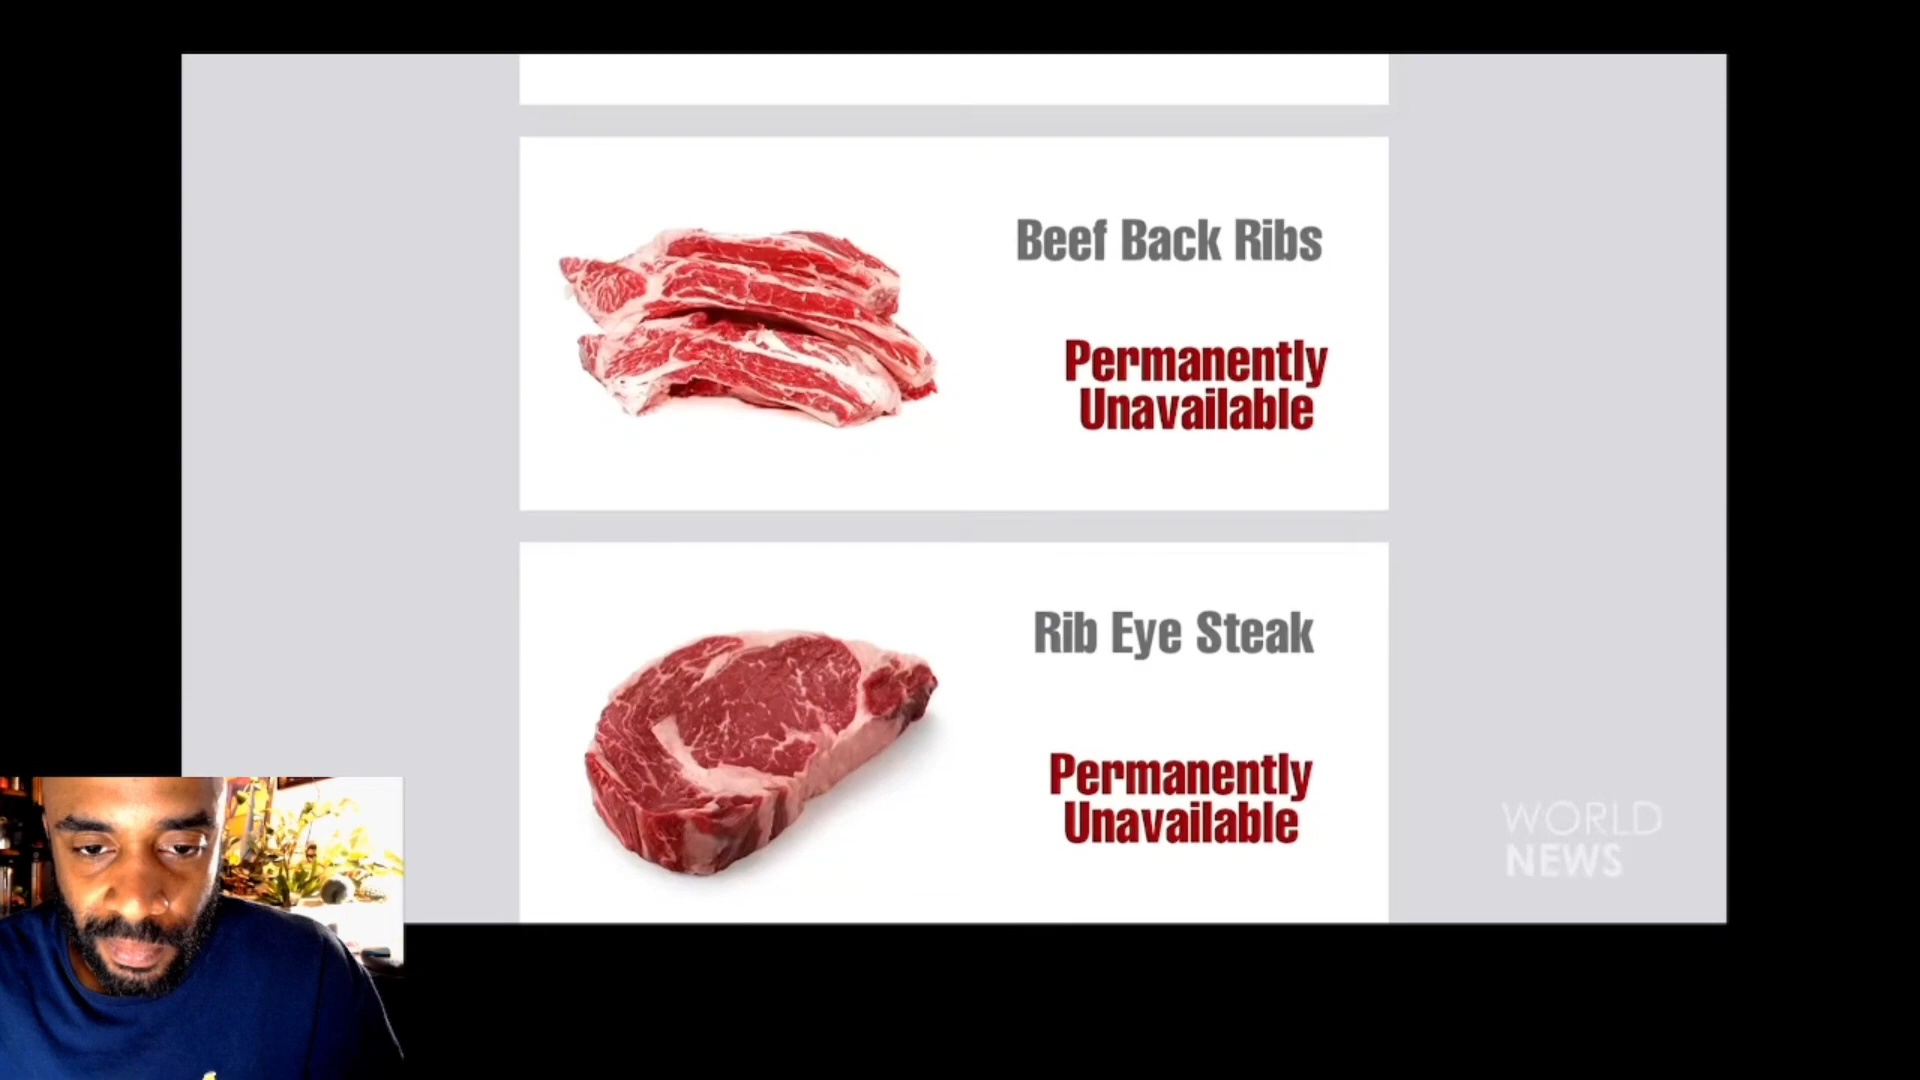 Beef Back Ribs
Permanently
Unavailable
Rib Eye Steak
Permanently
Unavailable
WORLD
NEWS